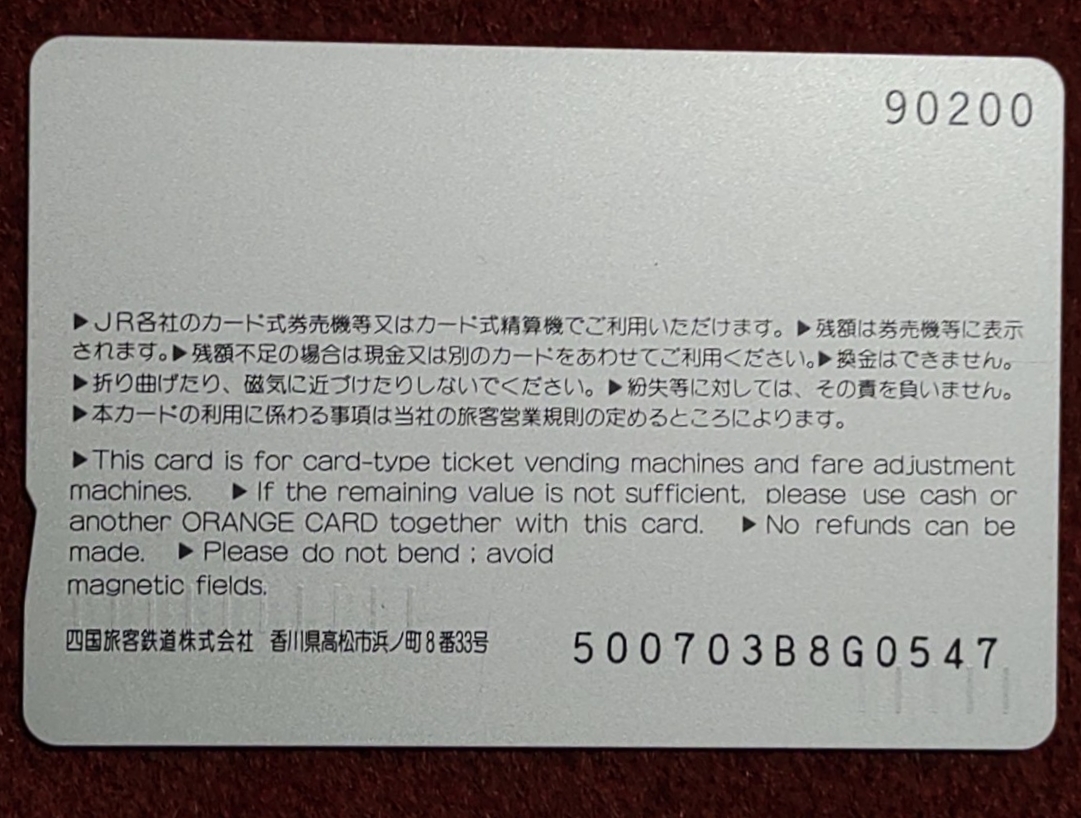 90200
▶JR各社のカード式券売機等又はカード式精算機でご利用いただけます。▶残額は券売機等に表示
されます。▶残額不足の場合は現金又は別のカードをあわせてご利用ください。▶換金はできません。
▶折り曲げたり、磁気に近づけたりしないでください。▶紛失等に対しては、その責を負いません。
▶本カードの利用に係わる事項は当社の旅客営業規則の定めるところによります。
▶This card is for card-type ticket vending machines and fare adjustment
machines. ▶If the remaining value is not sufficient, please use cash or
another ORANGE CARD together with this card. ▶No refunds can be
made. ▶Please do not bend ; avoid
magnetic fields.
四国旅客鉄道株式会社 香川県高松市浜ノ町8番33号
500703B8G0547